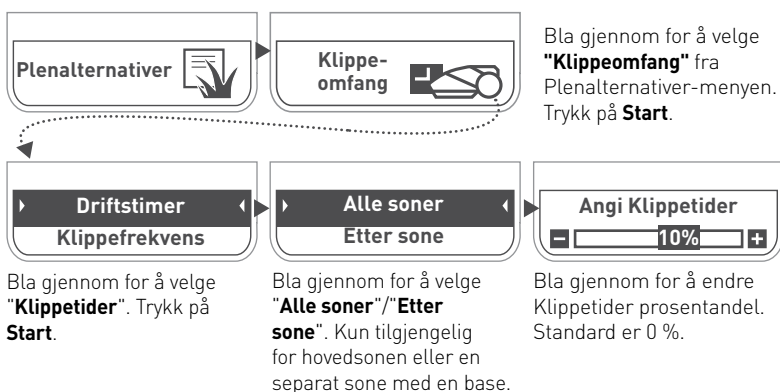 Plenalternativer
Klippe-
omfang
Bla gjennom for å velge
"Klippeomfang" fra
Plenalternativer-menyen.
Trykk på Start.
Driftstimer
Klippefrekvens
Alle soner
Etter sone
Angi Klippetider
10%
Bla gjennom for å velge
"Klippetider". Trykk på
Start.
Bla gjennom for å velge
"Alle soner"/"Etter
sone". Kun tilgjengelig
for hovedsonen eller en
separat sone med en base.
Bla gjennom for å endre
Klippetider prosentandel.
Standard er 0 %.